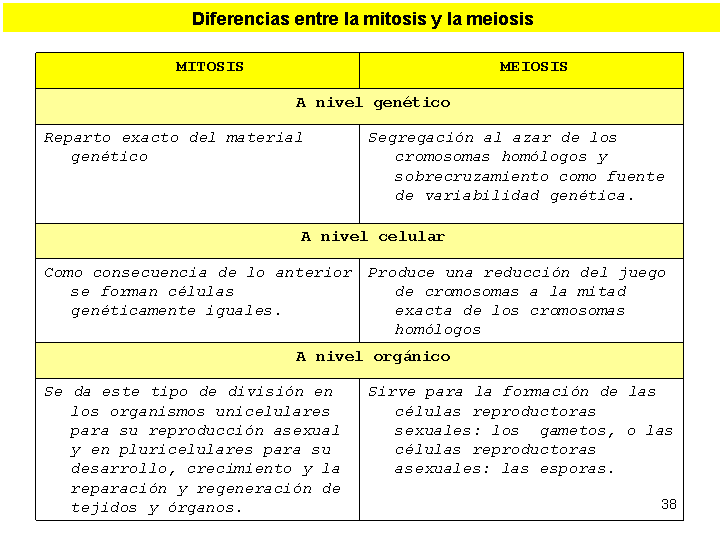 Diferencias entre la mitosis y la meiosis
MITOSIS
MEIOSIS
A nivel genético
Reparto exacto del material
genético
Segregación al azar de los
cromosomas homólogos y
sobrecruzamiento como fuente
de variabilidad genética.
A nivel celular
Como consecuencia de lo anterior
se forman células
genéticamente iguales.
Produce una reducción del juego
de cromosomas a la mitad
exacta de los cromosomas
homólogos
A nivel orgánico
Se da este tipo de división en
los organismos unicelulares
para su reproducción asexual
y en pluricelulares para su
desarrollo, crecimiento y la
reparación y regeneración de
tejidos y órganos.
Sirve para la formación de las
células reproductoras
sexuales: los gametos, o las
células reproductoras
asexuales: las esporas.
38